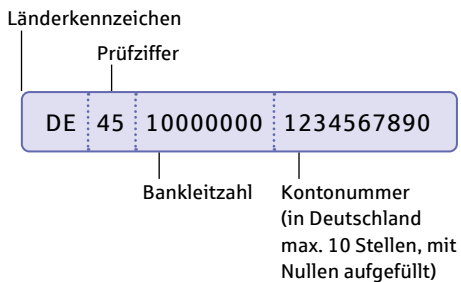 Länderkennzeichen
Prüfziffer
DE 45 10000000 1234567890
Bankleitzahl
Kontonummer
(in Deutschland
max. 10 Stellen, mit
Nullen aufgefüllt)